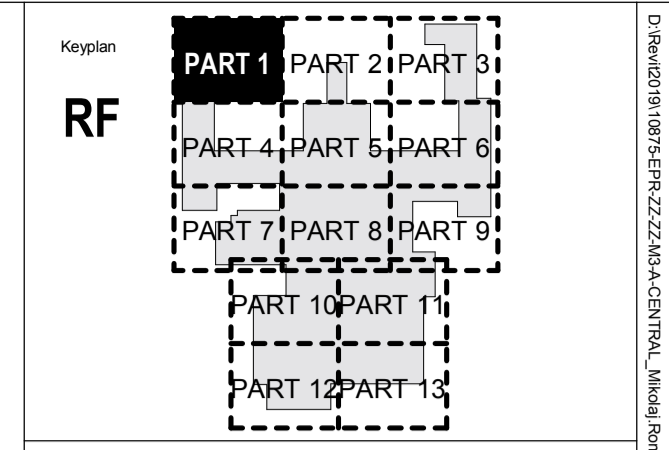 Keyplan
RF
PART 1 PART 2 PART 3
PART 4 PART 5 PART 6
PART 7 PART 8 PART 9
PART 10 PART 11
PART 12 PART 13
D:\Revit2019\10875-EPR-ZZ-ZZ-M3-A-CENTRAL_Mikolaj.Ron